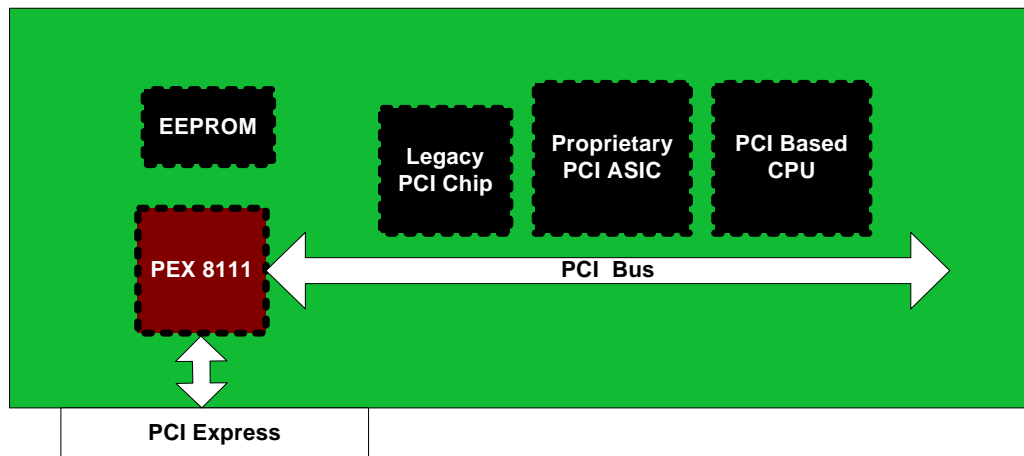 EEPROM
Legacy
PCI Chip
Proprietary
PCI ASIC
PCI Based
CPU
PEX 8111
PCI Bus
PCI Express